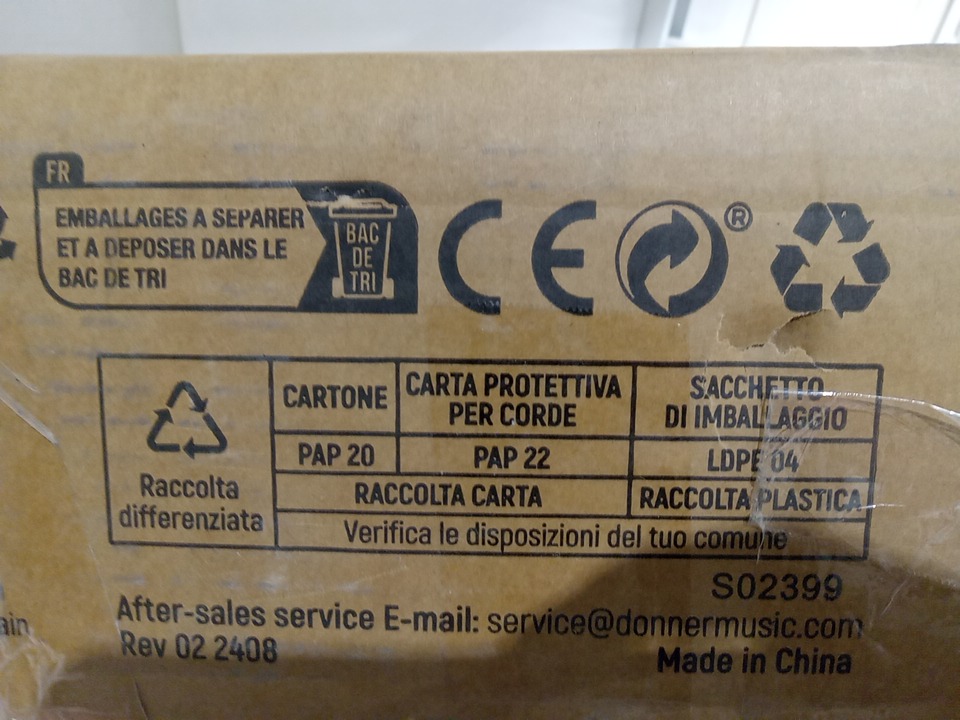 FR
EMBALLAGES A SEPARER
ET A DEPOSER DANS LE
BAC DE TRI
BAC
DE
TRI
CE
®
CARTONE
CARTA PROTETTIVA
PER CORDE
SACCHETTO
DI IMBALLAGGIO
PAP 20
PAP 22
LDPE 04
Raccolta
differenziata
RACCOLTA CARTA
RACCOLTA PLASTICA
Verifica le disposizioni del tuo comune
S02399
After-sales service E-mail: service@donnermusic.com
Rev 02 2408
Made in China